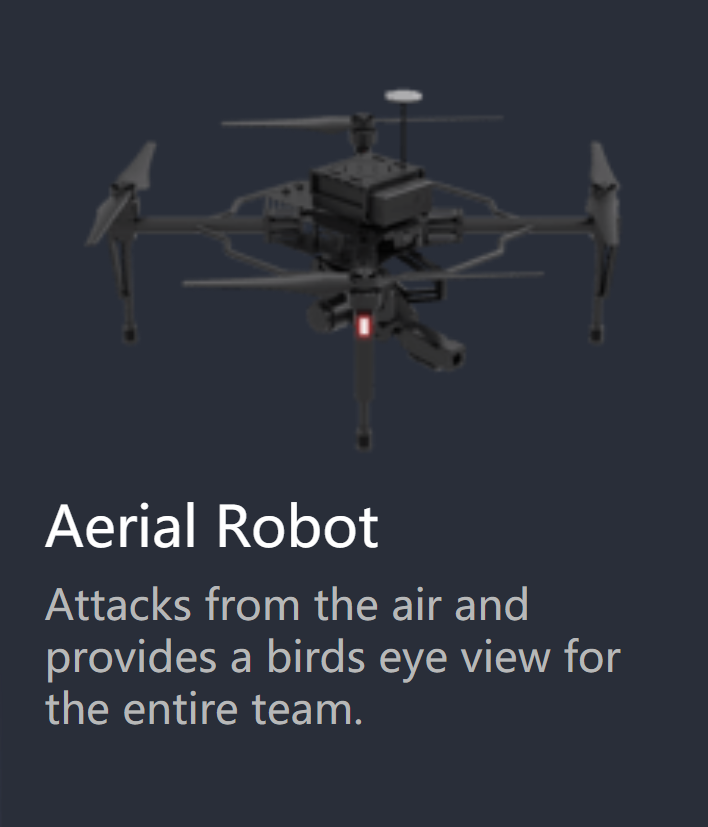 Aerial Robot
Attacks from the air and
provides a birds eye view for
the entire team.